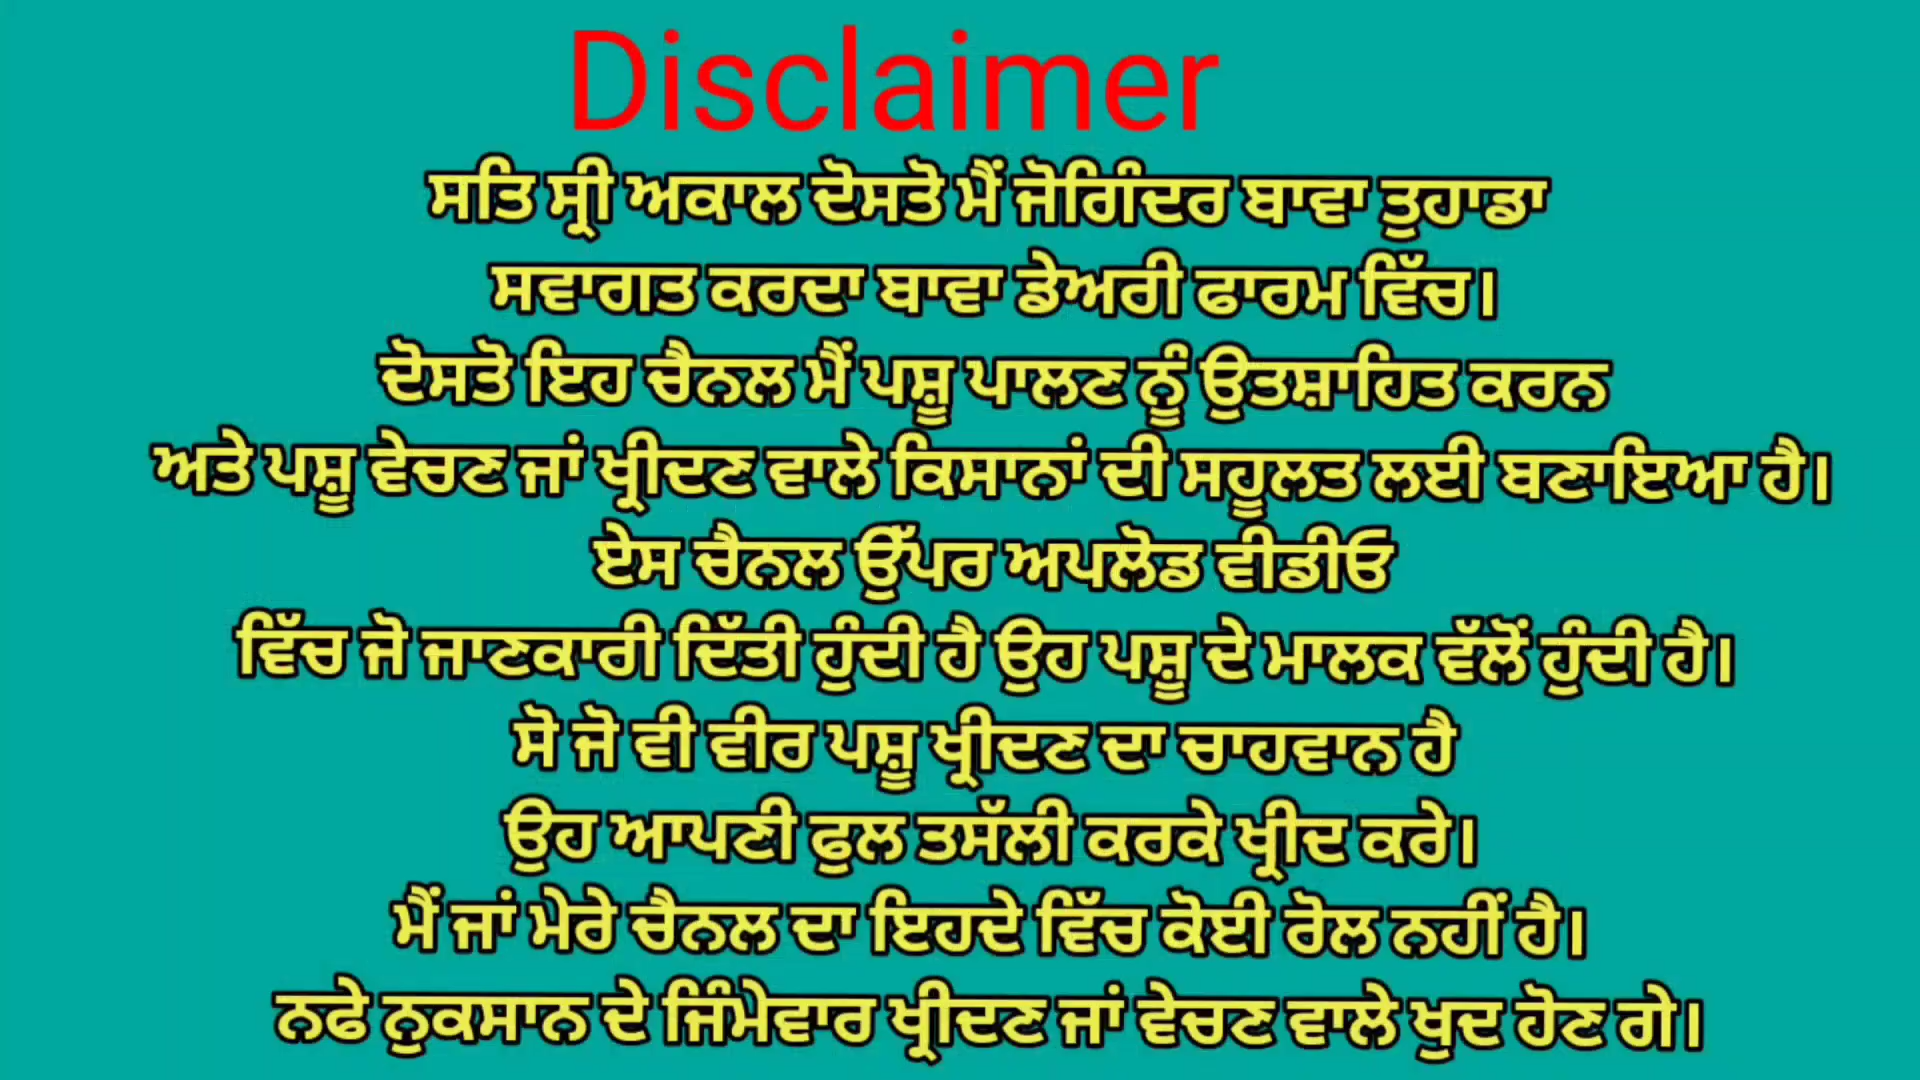 Disclaimer
ਸਤਿ ਸ੍ਰੀ ਅਕਾਲ ਦੋਸਤੋ ਮੈਂ ਜੋਗਿੰਦਰ ਬਾਵਾ ਤੁਹਾਡਾ
ਸਵਾਗਤ ਕਰਦਾ ਬਾਵਾ ਡੇਅਰੀ ਫਾਰਮ ਵਿੱਚ।
ਦੋਸਤੋ ਇਹ ਚੈਨਲ ਮੈਂ ਪਸ਼ੂ ਪਾਲਣ ਨੂੰ ਉਤਸ਼ਾਹਿਤ ਕਰਨ
ਅਤੇ ਪਸ਼ੂ ਵੇਚਣ ਜਾਂ ਖ੍ਰੀਦਣ ਵਾਲੇ ਕਿਸਾਨਾਂ ਦੀ ਸਹੂਲਤ ਲਈ ਬਣਾਇਆ ਹੈ।
ਏਸ ਚੈਨਲ ਉੱਪਰ ਅਪਲੋਡ ਵੀਡੀਓ
ਵਿੱਚ ਜੋ ਜਾਣਕਾਰੀ ਦਿੱਤੀ ਹੁੰਦੀ ਹੈ ਉਹ ਪਸ਼ੂ ਦੇ ਮਾਲਕ ਵੱਲੋਂ ਹੁੰਦੀ ਹੈ।
ਸੋ ਜੋ ਵੀ ਵੀਰ ਪਸ਼ੂ ਖ੍ਰੀਦਣ ਦਾ ਚਾਹਵਾਨ ਹੈ
ਉਹ ਆਪਣੀ ਫੁਲ ਤਸੱਲੀ ਕਰਕੇ ਖ੍ਰੀਦ ਕਰੇ।
ਮੈਂ ਜਾਂ ਮੇਰੇ ਚੈਨਲ ਦਾ ਇਹਦੇ ਵਿੱਚ ਕੋਈ ਰੋਲ ਨਹੀਂ ਹੈ।
ਨਫੇ ਨੁਕਸਾਨ ਦੇ ਜਿੰਮੇਵਾਰ ਖ੍ਰੀਦਣ ਜਾਂ ਵੇਚਣ ਵਾਲੇ ਖੁਦ ਹੋਣ ਗੇ।